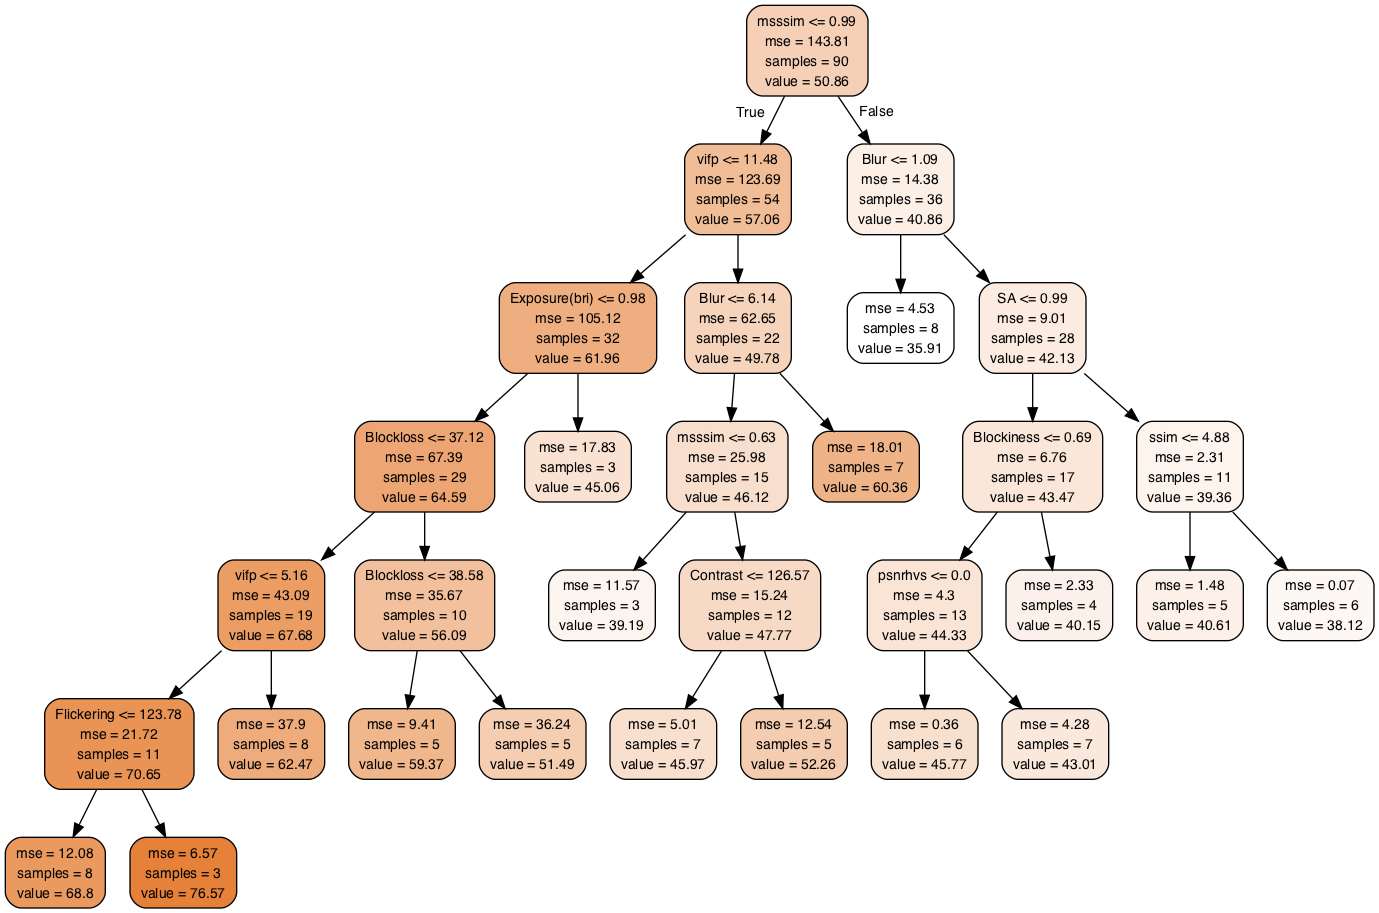 msssim <= 0.99
mse = 143.81
samples = 90
value = 50.86
True
False
vifp <= 11.48
mse = 123.69
samples = 54
value = 57.06
Blur <= 1.09
mse = 14.38
samples = 36
value = 40.86
Exposure(bri) <= 0.98
mse = 105.12
samples = 32
value = 61.96
Blur <= 6.14
mse = 62.65
samples = 22
value = 49.78
mse = 4.53
samples = 8
value = 35.91
SA <= 0.99
mse = 9.01
samples = 28
value = 42.13
Blockloss <= 37.12
mse = 67.39
samples = 29
value = 64.59
mse = 17.83
samples = 3
value = 45.06
msssim <= 0.63
mse = 25.98
samples = 15
value = 46.12
mse = 18.01
samples = 7
value = 60.36
Blockiness <= 0.69
mse = 6.76
samples = 17
value = 43.47
ssim <= 4.88
mse = 2.31
samples = 11
value = 39.36
vifp <= 5.16
mse = 43.09
samples = 19
value = 67.68
Blockloss <= 38.58
mse = 35.67
samples = 10
value = 56.09
mse = 11.57
samples = 3
value = 39.19
Contrast <= 126.57
mse = 15.24
samples = 12
value = 47.77
psnrhvs <= 0.0
mse = 4.3
samples = 13
value = 44.33
mse = 2.33
samples = 4
value = 40.15
mse = 1.48
samples = 5
value = 40.61
mse = 0.07
samples = 6
value = 38.12
Flickering <= 123.78
mse = 21.72
samples = 11
value = 70.65
mse = 37.9
samples = 8
value = 62.47
mse = 9.41
samples = 5
value = 59.37
mse = 36.24
samples = 5
value = 51.49
mse = 5.01
samples = 7
value = 45.97
mse = 12.54
samples = 5
value = 52.26
mse = 0.36
samples = 6
value = 45.77
mse = 4.28
samples = 7
value = 43.01
mse = 12.08
samples = 8
value = 68.8
mse = 6.57
samples = 3
value = 76.57